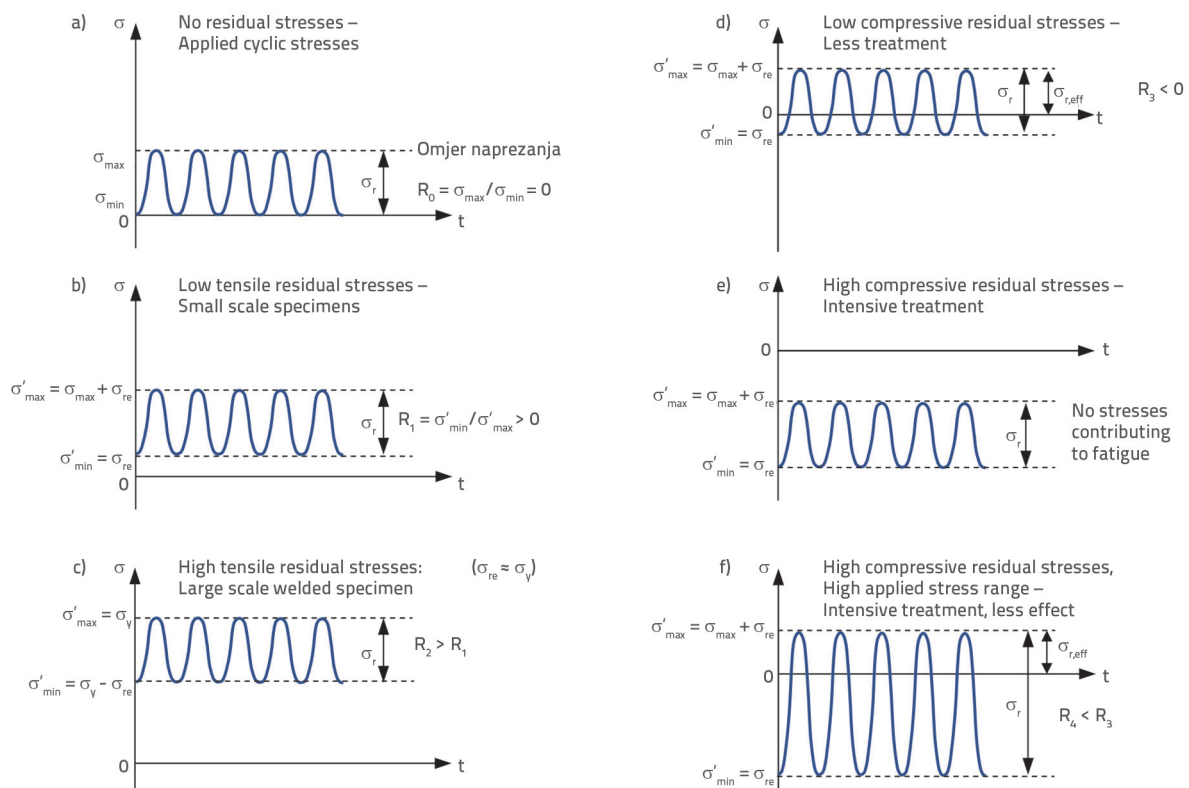 a) σ No residual stresses –
Applied cyclic stresses
σmax
σmin
0
σr
Omjer naprezanja
R0 = σmax/σmin = 0
t
b) σ Low tensile residual stresses –
Small scale specimens
σ'max = σmax + σre
σ'min = σre
0
σr
R1 = σ'min/σ'max > 0
t
c) σ High tensile residual stresses: (σre ≈ σy)
Large scale welded specimen
σ'max = σy
σ'min = σy - σre
0
σr
R2 > R1
t
d) σ Low compressive residual stresses –
Less treatment
σ'max = σmax + σre
0
σ'min = σre
σr
σr,eff
R3 < 0
t
e) σ High compressive residual stresses –
Intensive treatment
0
t
σ'max = σmax + σre
σ'min = σre
σr
No stresses
contributing
to fatigue
f) σ High compressive residual stresses,
High applied stress range –
Intensive treatment, less effect
σ'max = σmax + σre
0
σ'min = σre
σr
σr,eff
t
R4 < R3